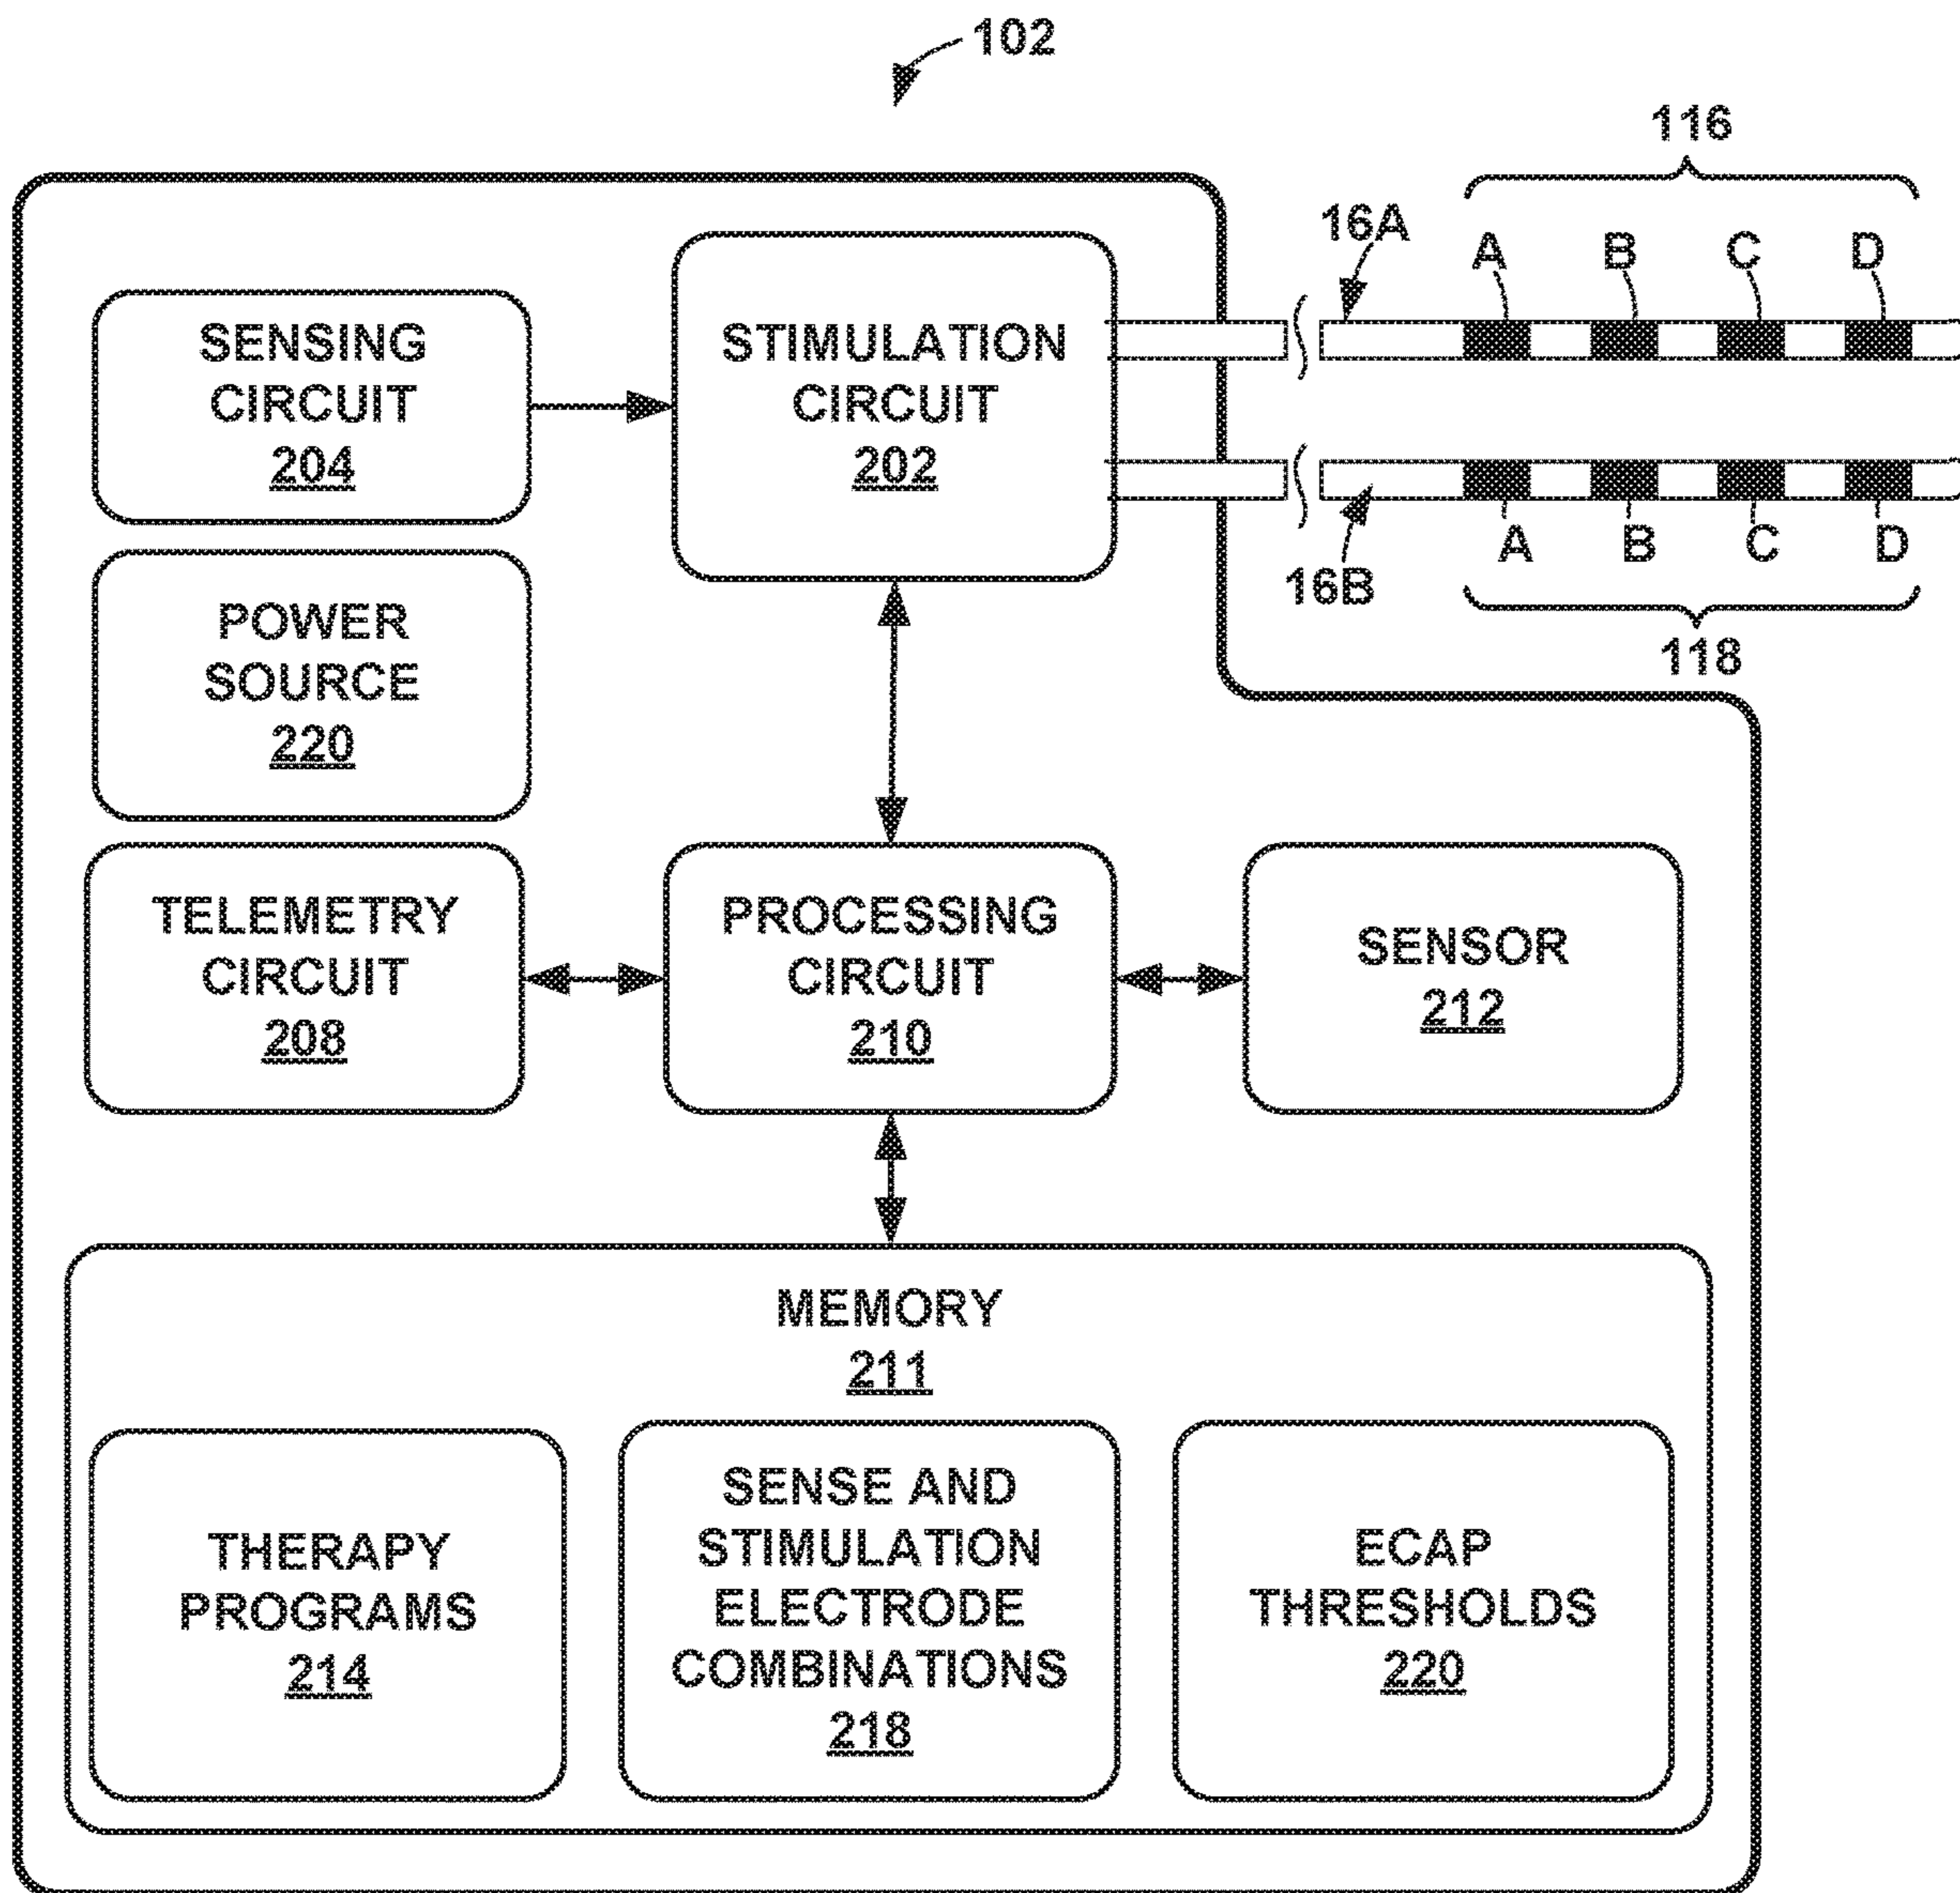 102
116
16A
A B C D
SENSING
CIRCUIT
204
STIMULATION
CIRCUIT
202
A B C D
16B
118
POWER
SOURCE
220
TELEMETRY
CIRCUIT
208
PROCESSING
CIRCUIT
210
SENSOR
212
MEMORY
211
THERAPY
PROGRAMS
214
SENSE AND
STIMULATION
ELECTRODE
COMBINATIONS
218
ECAP
THRESHOLDS
220